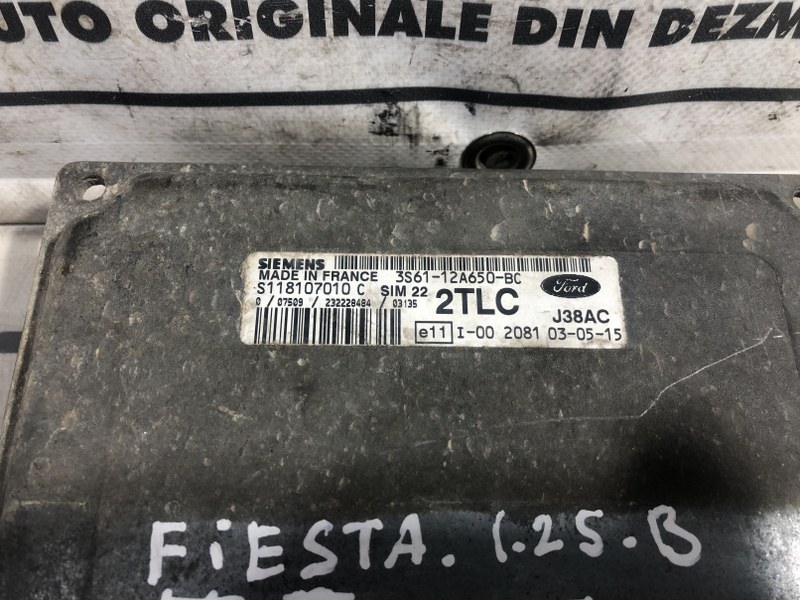 AUTO ORIGINALE DIN DEZM
SIEMENS
MADE IN FRANCE 3S61-12A650-BC
S118107010 C SIM 22 2TLC Ford
0 / 07509 / 232228484 / 03135 J38AC
e11 I-00 2081 03-05-15
FiESTA. 1.25.B